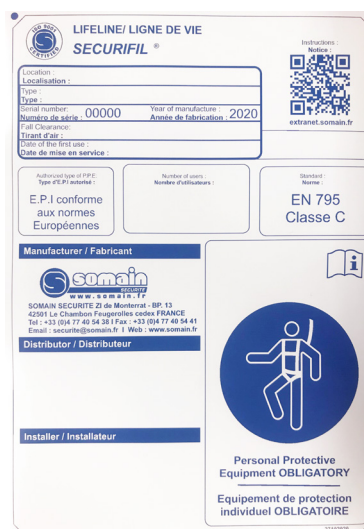 ISO 9001
CERTIFIED
LIFELINE/ LIGNE DE VIE
SECURIFIL ®
Instructions :
Notice :
extranet.somain.fr
Location :
Localisation :
Type :
Type :
Serial number:
Numéro de série : 00000
Year of manufacture :
Année de fabrication : 2020
Fall Clearance:
Tirant d'air :
Date of the first use :
Date de mise en service :
Authorized type of P.P.E:
Type d'E.P.I autorisé :
E.P.I conforme
aux normes
Européennes
Number of users :
Nombre d'utilisateurs :
Standard :
Norme :
EN 795
Classe C
Manufacturer / Fabricant
somain
SECURITE
www.somain.fr
SOMAIN SECURITE ZI de Monterrat - BP. 13
42501 Le Chambon Feugerolles cedex FRANCE
Tel : +33 (0)4 77 40 54 38 I Fax : +33 (0)4 77 40 54 41
Email : securite@somain.fr I Web : www.somain.fr
Distributor / Distributeur
Installer / Installateur
i
Personal Protective
Equipment OBLIGATORY
Equipement de protection
individuel OBLIGATOIRE